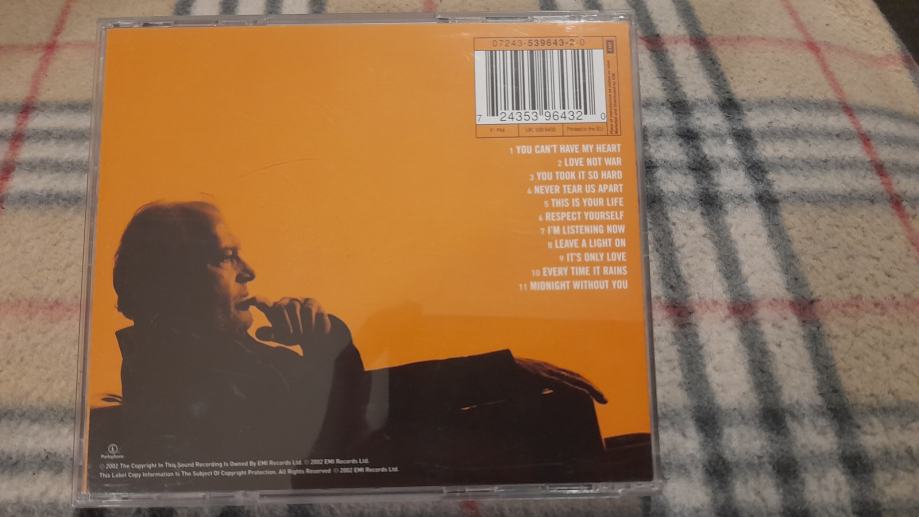 07243-539643-2-0
7 24353 96432 0
Printed in the EU
1 YOU CAN'T HAVE MY HEART
2 LOVE NOT WAR
3 YOU TOOK IT SO HARD
4 NEVER TEAR US APART
5 THIS IS YOUR LIFE
6 RESPECT YOURSELF
7 I'M LISTENING NOW
8 LEAVE A LIGHT ON
9 IT'S ONLY LOVE
10 EVERY TIME IT RAINS
11 MIDNIGHT WITHOUT YOU
Parlophone
℗ 2002 The Copyright In This Sound Recording Is Owned By EMI Records Ltd. © 2002 EMI Records Ltd.
This Label Copy Information Is The Subject Of Copyright Protection. All Rights Reserved © 2002 EMI Records Ltd.